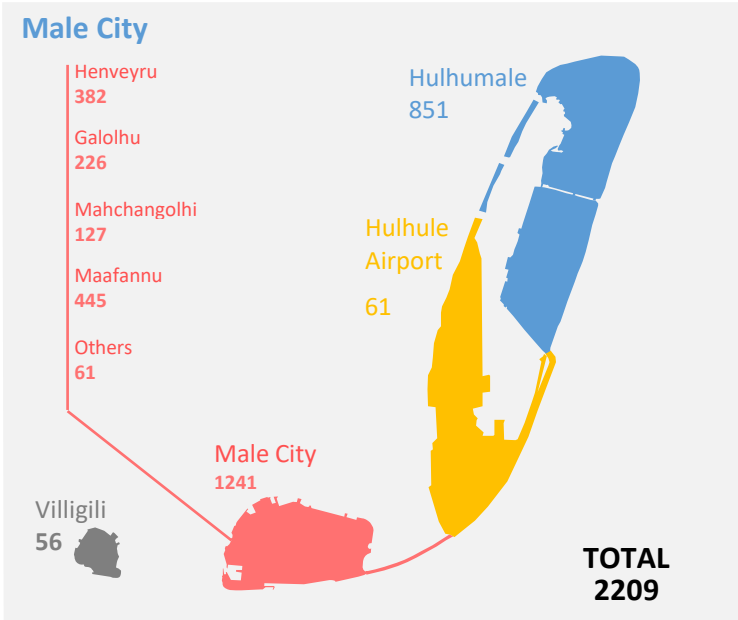 Male City
Henveyru
382
Galolhu
226
Mahchangolhi
127
Maafannu
445
Others
61
Hulhumale
851
Hulhule
Airport
61
Male City
1241
Villigili
56
TOTAL
2209